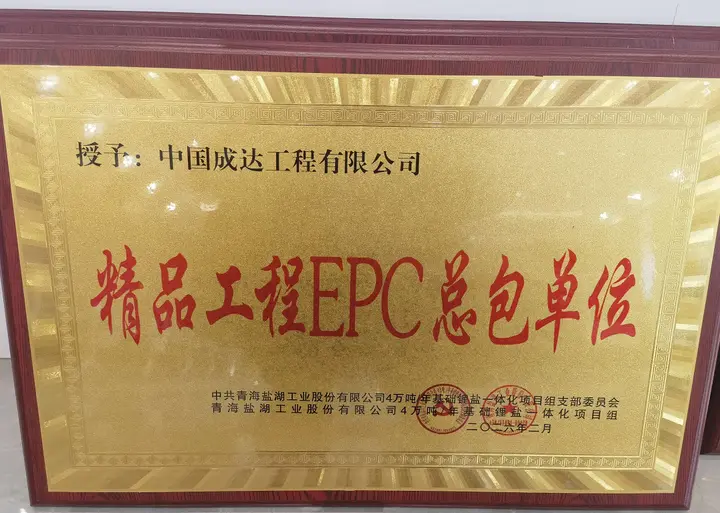 授予：中国成达工程有限公司
精品工程EPC总包单位
中共青海盐湖工业股份有限公司4万吨/年基础锂盐一体化项目组支部委员会
青海盐湖工业股份有限公司4万吨/年基础锂盐一体化项目组
二〇二六年二月